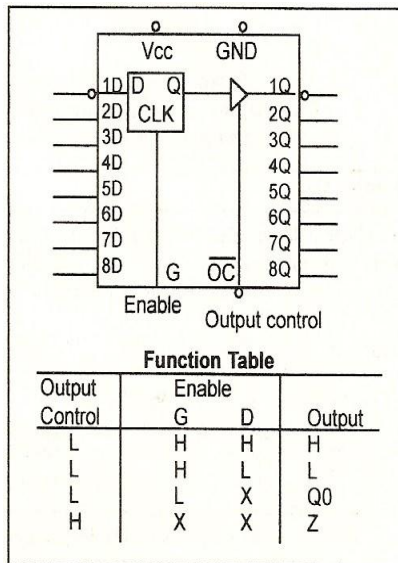 Vcc GND
1D D Q 1Q
2D CLK 2Q
3D 3Q
4D 4Q
5D 5Q
6D 6Q
7D 7Q
8D G OC 8Q
Enable Output control
Function Table
Output Enable
Control G D Output
L H H H
L H L L
L L X Q0
H X X Z